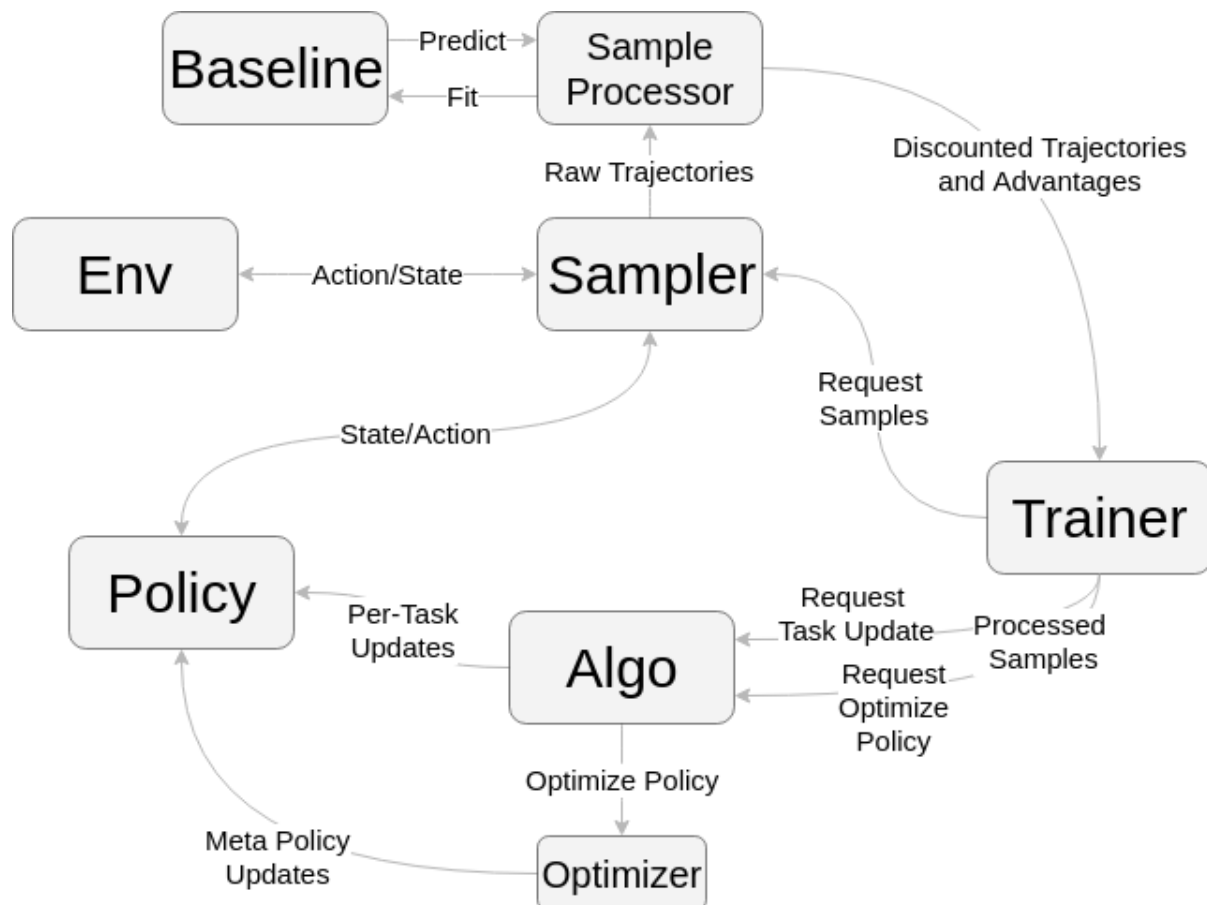 Baseline
Predict
Fit
Sample
Processor
Raw Trajectories
Discounted Trajectories
and Advantages
Env
Action/State
Sampler
Request
Samples
State/Action
Trainer
Policy
Per-Task
Updates
Algo
Request
Task Update
Processed
Samples
Request
Optimize
Policy
Optimize Policy
Meta Policy
Updates
Optimizer